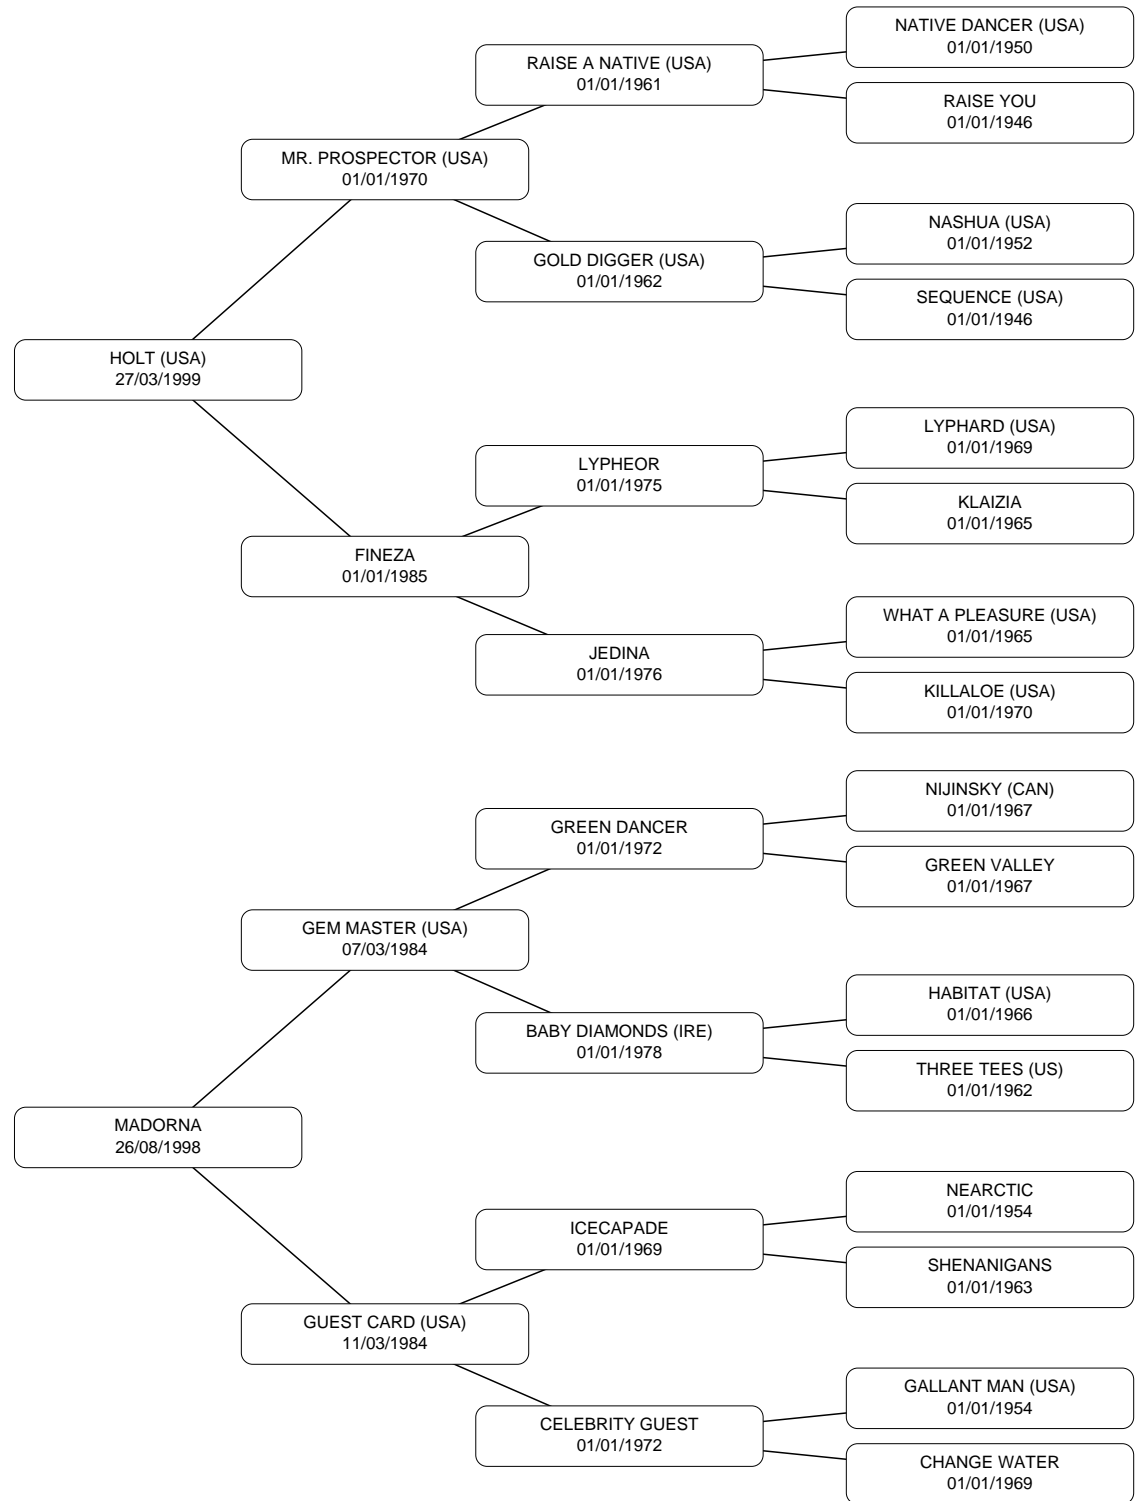 NATIVE DANCER (USA)
01/01/1950
RAISE A NATIVE (USA)
01/01/1961
RAISE YOU
01/01/1946
MR. PROSPECTOR (USA)
01/01/1970
NASHUA (USA)
01/01/1952
GOLD DIGGER (USA)
01/01/1962
SEQUENCE (USA)
01/01/1946
HOLT (USA)
27/03/1999
LYPHARD (USA)
01/01/1969
LYPHEOR
01/01/1975
KLAIZIA
01/01/1965
FINEZA
01/01/1985
WHAT A PLEASURE (USA)
01/01/1965
JEDINA
01/01/1976
KILLALOE (USA)
01/01/1970
NIJINSKY (CAN)
01/01/1967
GREEN DANCER
01/01/1972
GREEN VALLEY
01/01/1967
GEM MASTER (USA)
07/03/1984
HABITAT (USA)
01/01/1966
BABY DIAMONDS (IRE)
01/01/1978
THREE TEES (US)
01/01/1962
MADORNA
26/08/1998
NEARCTIC
01/01/1954
ICECAPADE
01/01/1969
SHENANIGANS
01/01/1963
GUEST CARD (USA)
11/03/1984
GALLANT MAN (USA)
01/01/1954
CELEBRITY GUEST
01/01/1972
CHANGE WATER
01/01/1969